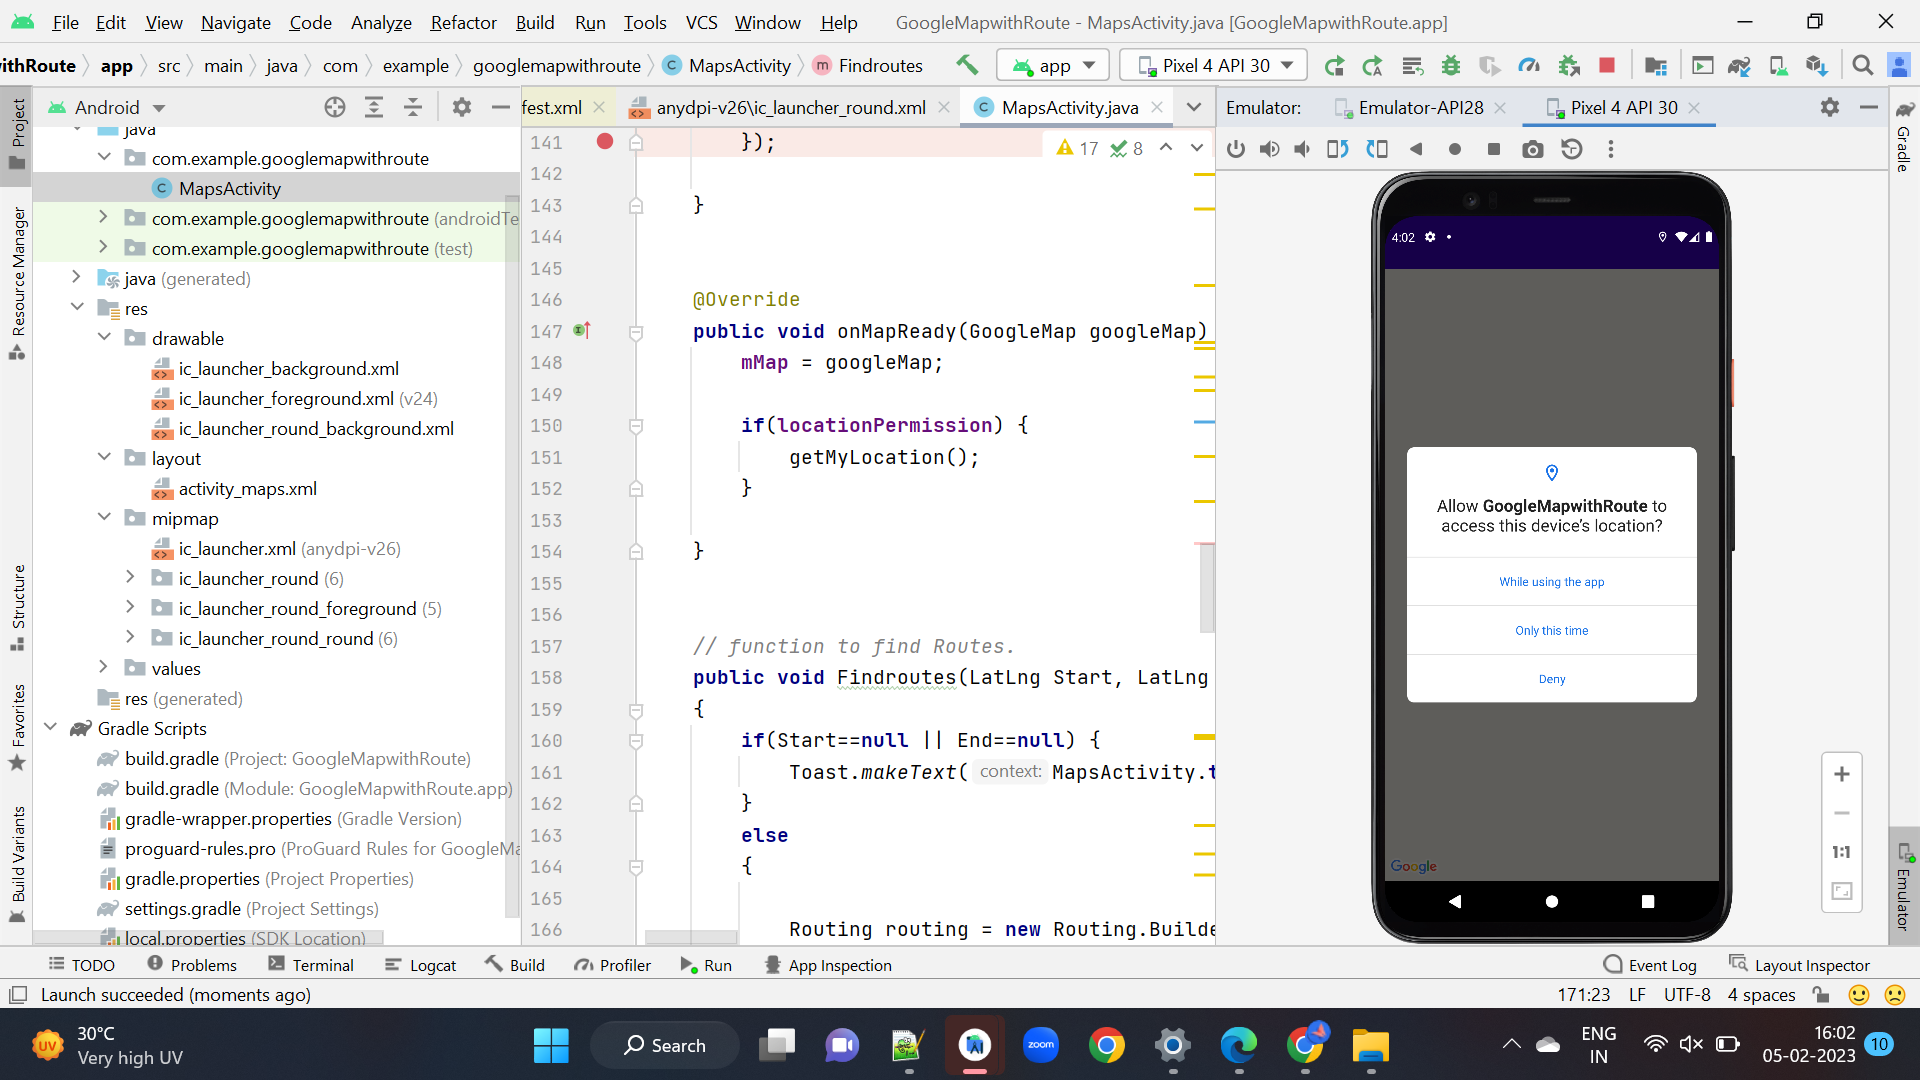 File Edit View Navigate Code Analyze Refactor Build Run Tools VCS Window Help GoogleMapwithRoute - MapsActivity.java [GoogleMapwithRoute.app]
vithRoute app src main java com example googlemapwithroute C MapsActivity m Findroutes app Pixel 4 API 30
Project
Resource Manager
Structure
Favorites
Build Variants
Android
java
com.example.googlemapwithroute
C MapsActivity
com.example.googlemapwithroute (androidTe
com.example.googlemapwithroute (test)
java (generated)
res
drawable
ic_launcher_background.xml
ic_launcher_foreground.xml (v24)
ic_launcher_round_background.xml
layout
activity_maps.xml
mipmap
ic_launcher.xml (anydpi-v26)
ic_launcher_round (6)
ic_launcher_round_foreground (5)
ic_launcher_round_round (6)
values
res (generated)
Gradle Scripts
build.gradle (Project: GoogleMapwithRoute)
build.gradle (Module: GoogleMapwithRoute.app)
gradle-wrapper.properties (Gradle Version)
proguard-rules.pro (ProGuard Rules for GoogleMa
gradle.properties (Project Properties)
settings.gradle (Project Settings)
local.properties (SDK Location)
fest.xml anydpi-v26\ic_launcher_round.xml C MapsActivity.java
17 8
141 });
142
143 }
144
145
146 @Override
147 public void onMapReady(GoogleMap googleMap)
148 mMap = googleMap;
149
150 if(locationPermission) {
151 getMyLocation();
152 }
153
154 }
155
156
157 // function to find Routes.
158 public void Findroutes(LatLng Start, LatLng
159 {
160 if(Start==null || End==null) {
161 Toast.makeText( context: MapsActivity.t
162 }
163 else
164 {
165
166 Routing routing = new Routing.Builde
Emulator: Emulator-API28 Pixel 4 API 30
4:02
Allow GoogleMapwithRoute to
access this device's location?
While using the app
Only this time
Deny
Google
1:1
Gradle
Emulator
TODO Problems Terminal Logcat Build Profiler Run App Inspection Event Log Layout Inspector
Launch succeeded (moments ago) 171:23 LF UTF-8 4 spaces
UV 30°C
Very high UV
Search
zoom
ENG
IN
16:02
05-02-2023
10